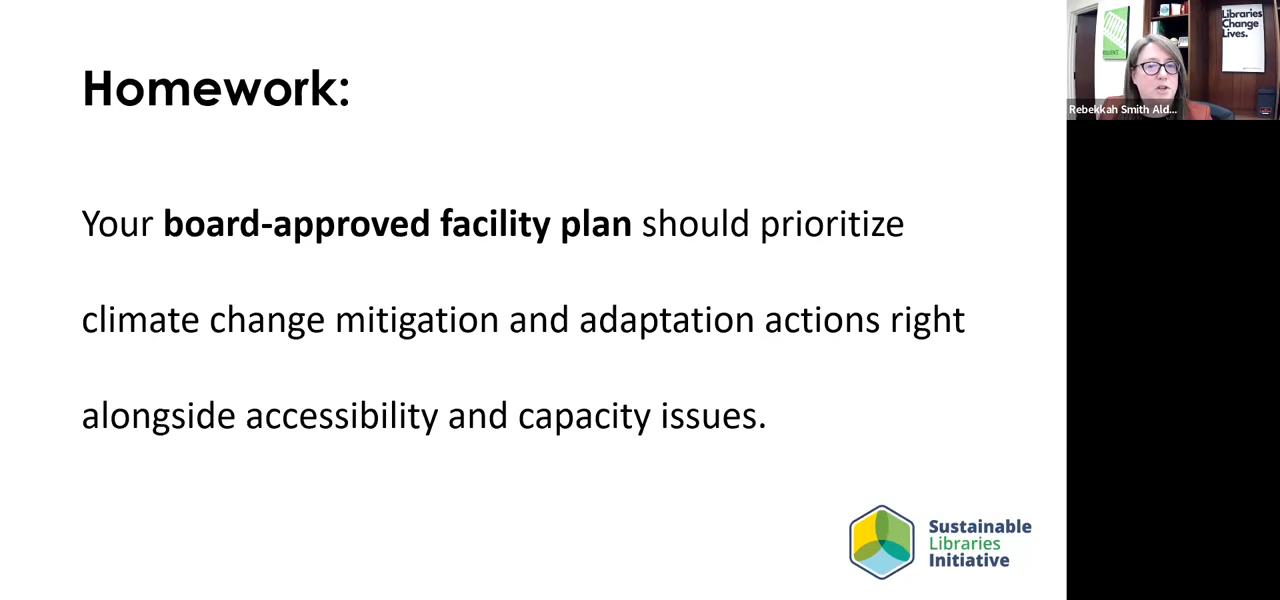 Homework:
Your board-approved facility plan should prioritize
climate change mitigation and adaptation actions right
alongside accessibility and capacity issues.
Sustainable
Libraries
Initiative
Libraries
Change
Lives.
Rebekkah Smith Ald...